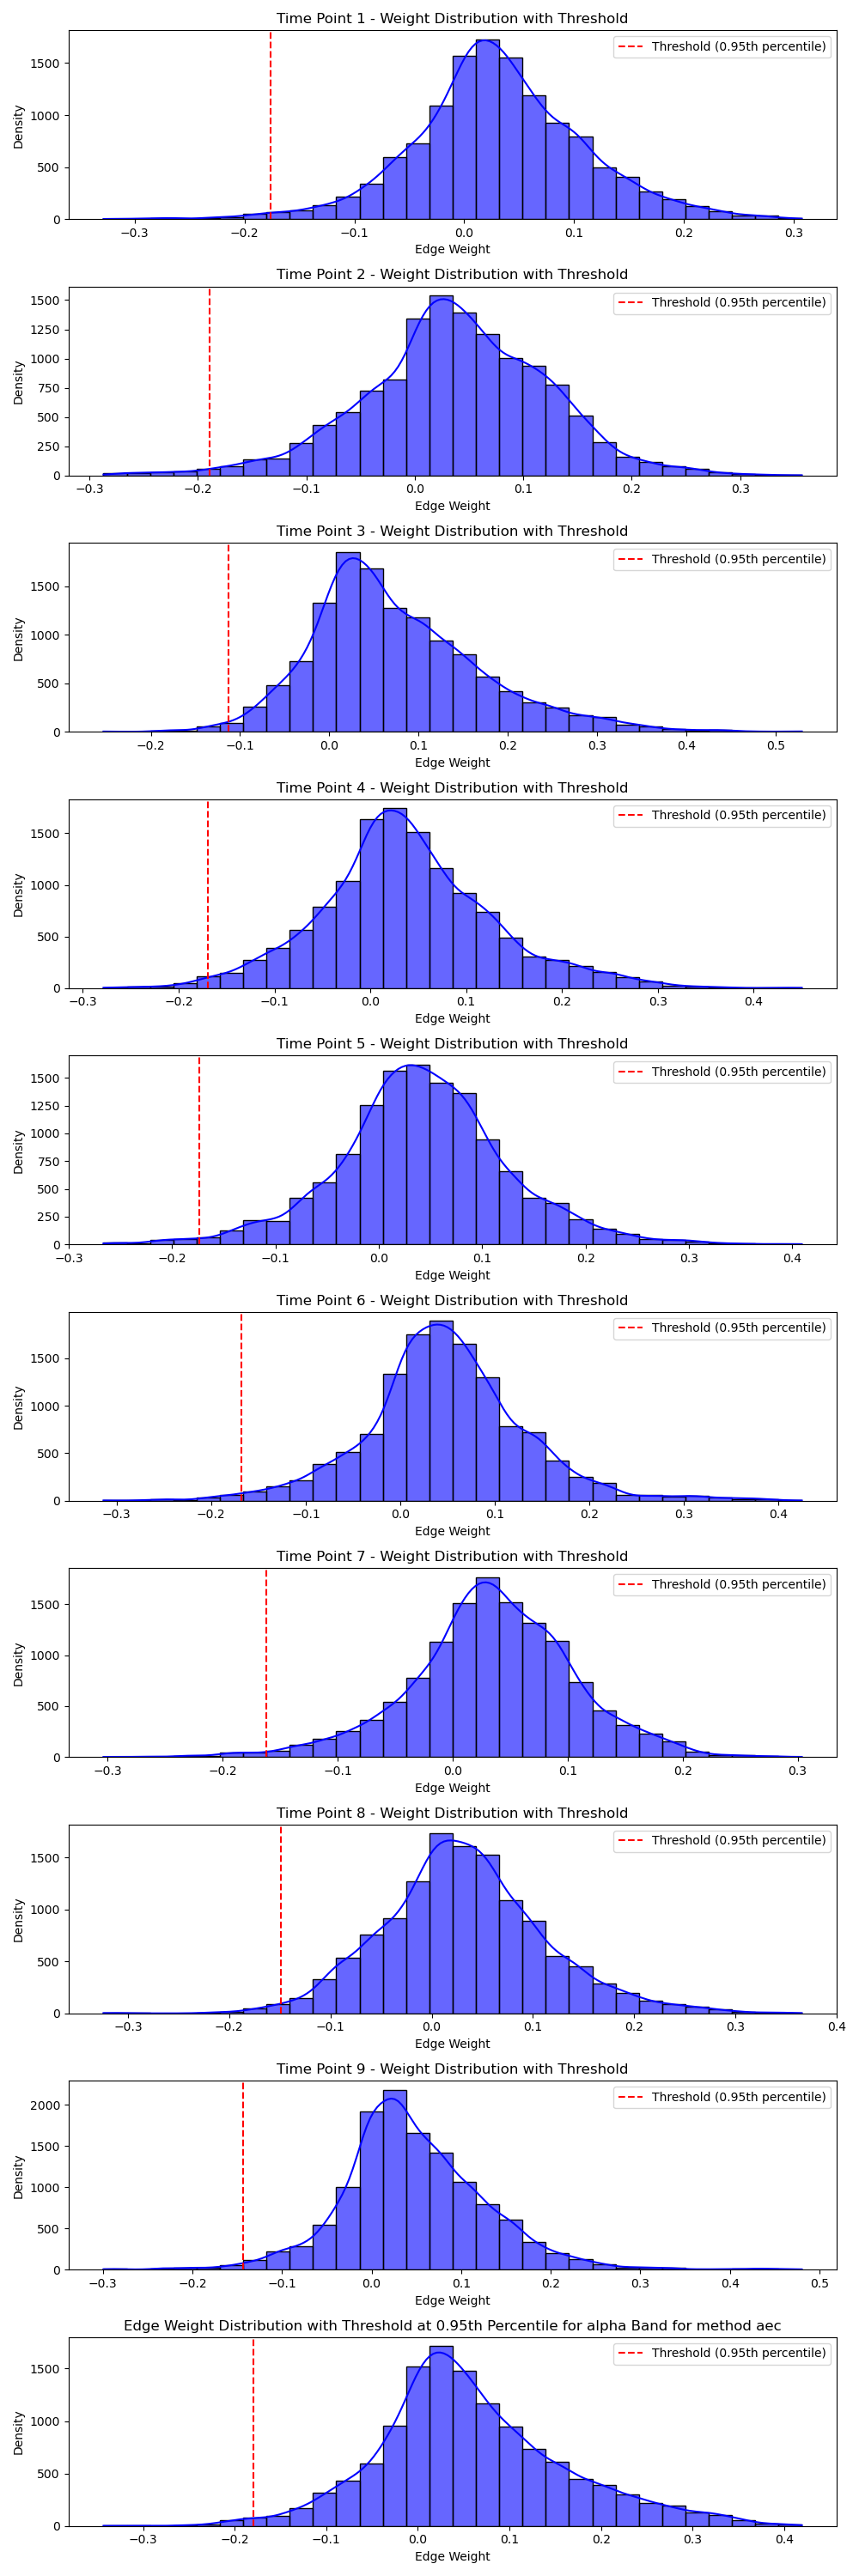 Time Point 1 - Weight Distribution with Threshold
Threshold (0.95th percentile)
Density
1500
1000
500
0
−0.3 −0.2 −0.1 0.0 0.1 0.2 0.3
Edge Weight
Time Point 2 - Weight Distribution with Threshold
Threshold (0.95th percentile)
Density
1500
1250
1000
750
500
250
0
−0.3 −0.2 −0.1 0.0 0.1 0.2 0.3
Edge Weight
Time Point 3 - Weight Distribution with Threshold
Threshold (0.95th percentile)
Density
1500
1000
500
0
−0.2 −0.1 0.0 0.1 0.2 0.3 0.4 0.5
Edge Weight
Time Point 4 - Weight Distribution with Threshold
Threshold (0.95th percentile)
Density
1500
1000
500
0
−0.3 −0.2 −0.1 0.0 0.1 0.2 0.3 0.4
Edge Weight
Time Point 5 - Weight Distribution with Threshold
Threshold (0.95th percentile)
Density
1500
1250
1000
750
500
250
0
−0.3 −0.2 −0.1 0.0 0.1 0.2 0.3 0.4
Edge Weight
Time Point 6 - Weight Distribution with Threshold
Threshold (0.95th percentile)
Density
1500
1000
500
0
−0.3 −0.2 −0.1 0.0 0.1 0.2 0.3 0.4
Edge Weight
Time Point 7 - Weight Distribution with Threshold
Threshold (0.95th percentile)
Density
1500
1000
500
0
−0.3 −0.2 −0.1 0.0 0.1 0.2 0.3
Edge Weight
Time Point 8 - Weight Distribution with Threshold
Threshold (0.95th percentile)
Density
1500
1000
500
0
−0.3 −0.2 −0.1 0.0 0.1 0.2 0.3 0.4
Edge Weight
Time Point 9 - Weight Distribution with Threshold
Threshold (0.95th percentile)
Density
2000
1500
1000
500
0
−0.3 −0.2 −0.1 0.0 0.1 0.2 0.3 0.4 0.5
Edge Weight
Edge Weight Distribution with Threshold at 0.95th Percentile for alpha Band for method aec
Threshold (0.95th percentile)
Density
1500
1000
500
0
−0.3 −0.2 −0.1 0.0 0.1 0.2 0.3 0.4
Edge Weight